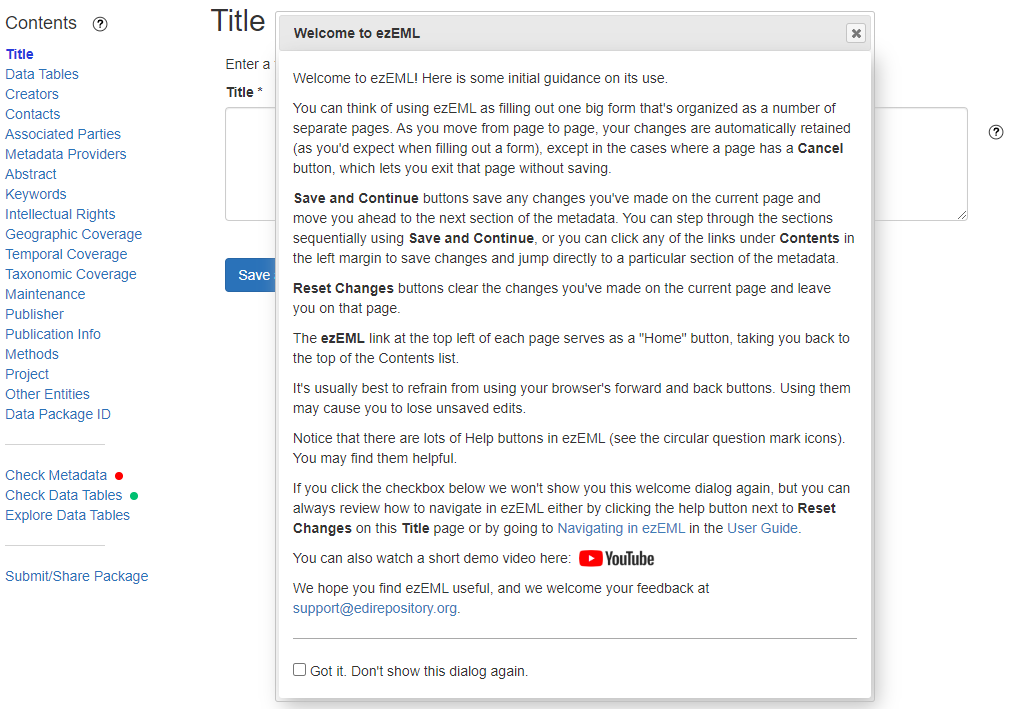 Contents ?
Title
Data Tables
Creators
Contacts
Associated Parties
Metadata Providers
Abstract
Keywords
Intellectual Rights
Geographic Coverage
Temporal Coverage
Taxonomic Coverage
Maintenance
Publisher
Publication Info
Methods
Project
Other Entities
Data Package ID
Check Metadata
Check Data Tables
Explore Data Tables
Submit/Share Package
Title
Enter a
Title *
?
Save
Welcome to ezEML
Welcome to ezEML! Here is some initial guidance on its use.
You can think of using ezEML as filling out one big form that's organized as a number of
separate pages. As you move from page to page, your changes are automatically retained
(as you'd expect when filling out a form), except in the cases where a page has a Cancel
button, which lets you exit that page without saving.
Save and Continue buttons save any changes you've made on the current page and
move you ahead to the next section of the metadata. You can step through the sections
sequentially using Save and Continue, or you can click any of the links under Contents in
the left margin to save changes and jump directly to a particular section of the metadata.
Reset Changes buttons clear the changes you've made on the current page and leave
you on that page.
The ezEML link at the top left of each page serves as a "Home" button, taking you back to
the top of the Contents list.
It's usually best to refrain from using your browser's forward and back buttons. Using them
may cause you to lose unsaved edits.
Notice that there are lots of Help buttons in ezEML (see the circular question mark icons).
You may find them helpful.
If you click the checkbox below we won't show you this welcome dialog again, but you can
always review how to navigate in ezEML either by clicking the help button next to Reset
Changes on this Title page or by going to Navigating in ezEML in the User Guide.
You can also watch a short demo video here: YouTube
We hope you find ezEML useful, and we welcome your feedback at
support@edirepository.org.
Got it. Don't show this dialog again.